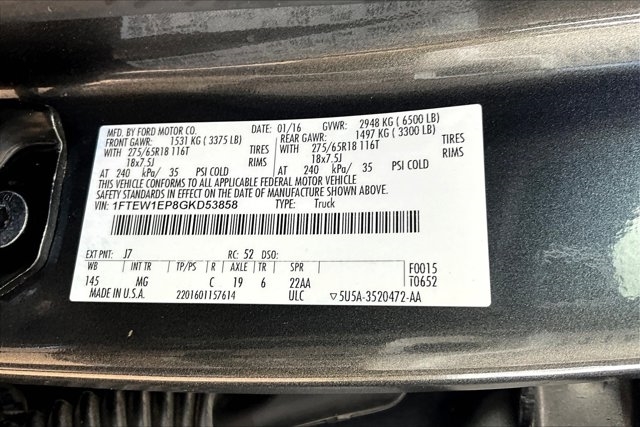 MFD. BY FORD MOTOR CO. DATE: 01/16 GVWR: 2948 KG ( 6500 LB)
FRONT GAWR: 1531 KG ( 3375 LB) REAR GAWR: 1497 KG ( 3300 LB)
WITH 275/65R18 116T TIRES WITH 275/65R18 116T TIRES
18x7.5J RIMS 18x7.5J RIMS
AT 240 kPa/ 35 PSI COLD AT 240 kPa/ 35 PSI COLD
THIS VEHICLE CONFORMS TO ALL APPLICABLE FEDERAL MOTOR VEHICLE
SAFETY STANDARDS IN EFFECT ON THE DATE OF MANUFACTURE SHOWN ABOVE.
VIN: 1FTEW1EP8GKD53858 TYPE: Truck
EXT PNT: J7 RC: 52 DSO:
WB INT TR TP/PS R AXLE TR SPR F0015
145 MG C 19 6 22AA T0652
MADE IN U.S.A. 2201601157614 ULC ▽5U5A-3520472-AA